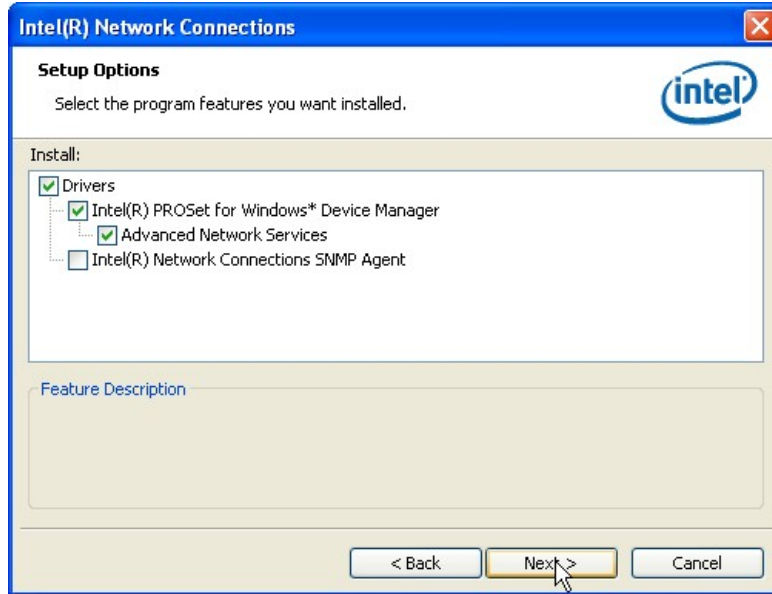 Intel(R) Network Connections
Setup Options
Select the program features you want installed.
intel
Install:
Drivers
Intel(R) PROSet for Windows* Device Manager
Advanced Network Services
Intel(R) Network Connections SNMP Agent
Feature Description
< Back Next > Cancel